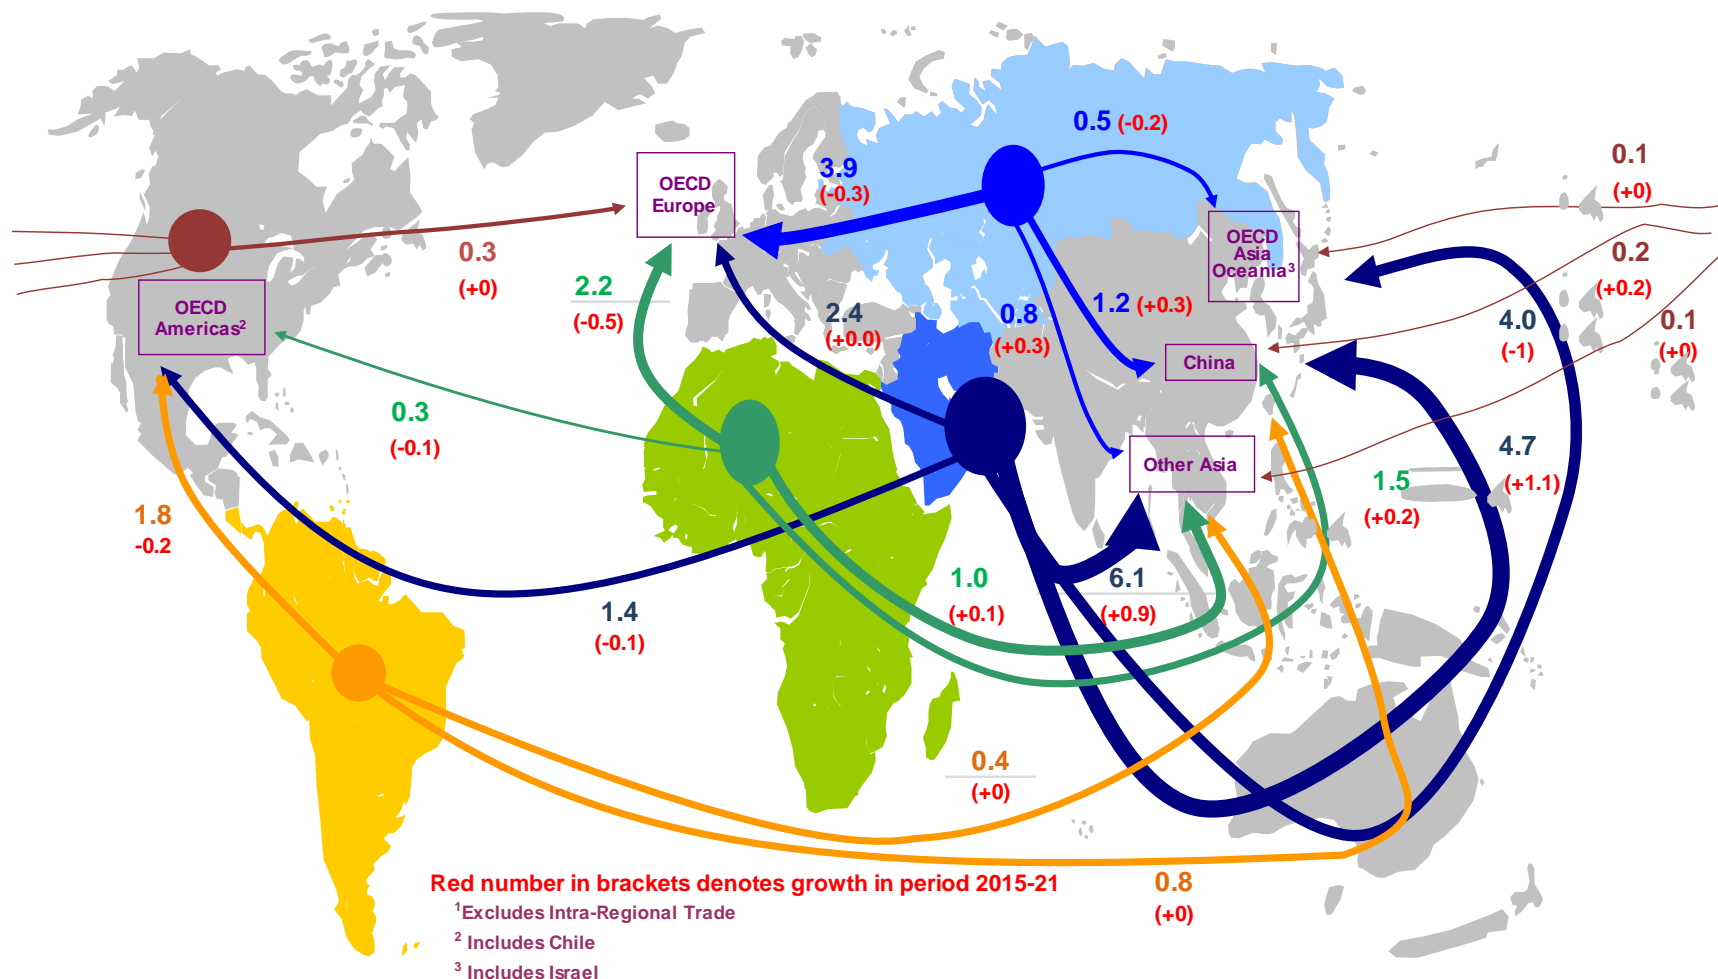 0.5 (-0.2)
3.9
(-0.3)
0.1
(+0)
OECD
Europe
OECD
Asia
Oceania3
0.3
(+0)
0.2
(+0.2)
2.2
(-0.5)
OECD
Americas2
2.4
(+0.0)
0.8
(+0.3)
1.2 (+0.3)
4.0
(-1)
0.1
(+0)
China
0.3
(-0.1)
Other Asia
4.7
(+1.1)
1.5
(+0.2)
1.8
-0.2
1.0
(+0.1)
6.1
(+0.9)
1.4
(-0.1)
0.4
(+0)
Red number in brackets denotes growth in period 2015-21
0.8
(+0)
1Excludes Intra-Regional Trade
2 Includes Chile
3 Includes Israel